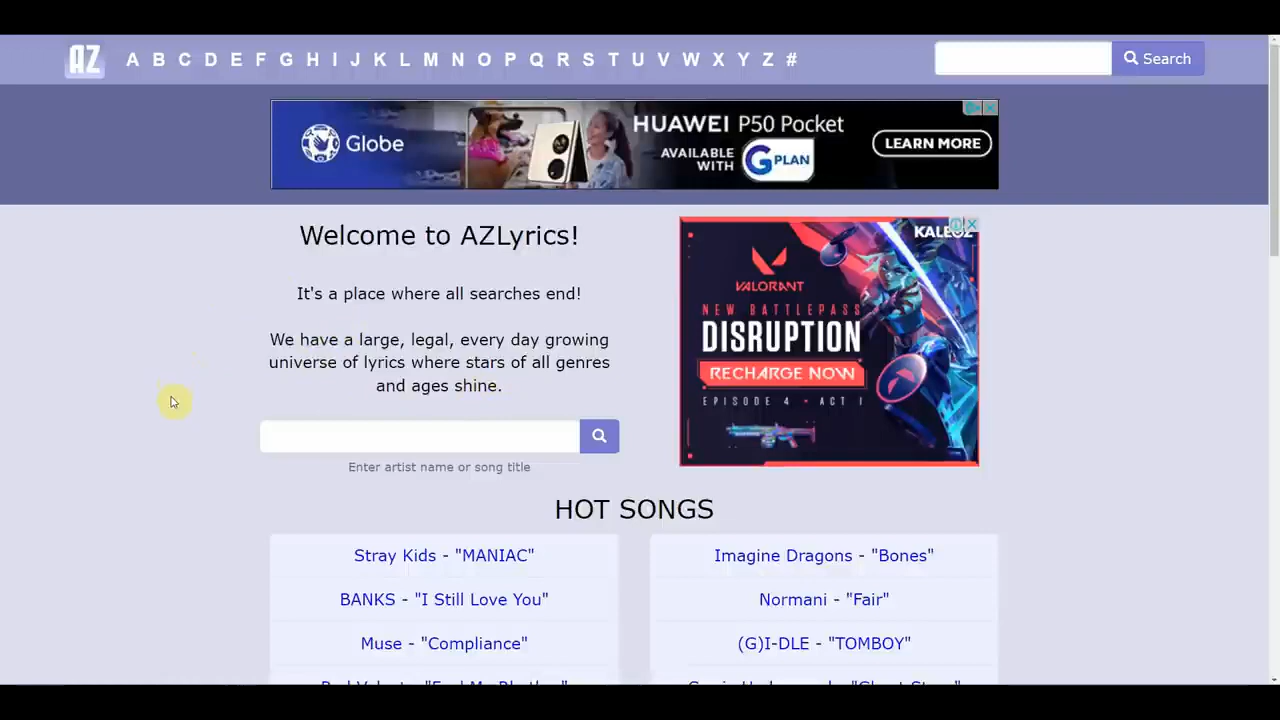 AZ A B C D E F G H I J K L M N O P Q R S T U V W X Y Z # Search
Globe
HUAWEI P50 Pocket
AVAILABLE WITH G PLAN
LEARN MORE
Welcome to AZLyrics!
It's a place where all searches end!
We have a large, legal, every day growing
universe of lyrics where stars of all genres
and ages shine.
Enter artist name or song title
VALORANT
NEW BATTLEPASS
DISRUPTION
RECHARGE NOW
EPISODE 4 • ACT I
HOT SONGS
Stray Kids - "MANIAC"
Imagine Dragons - "Bones"
BANKS - "I Still Love You"
Normani - "Fair"
Muse - "Compliance"
(G)I-DLE - "TOMBOY"